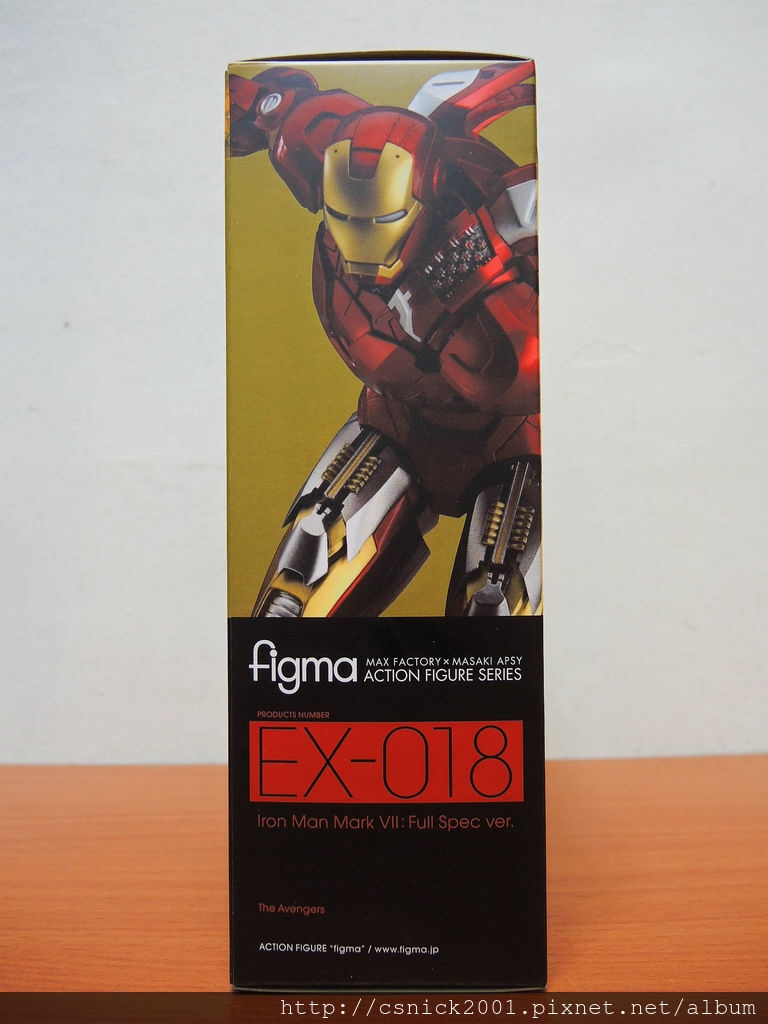 figma MAX FACTORY × MASAKI APSY
ACTION FIGURE SERIES
PRODUCTS NUMBER
EX-018
Iron Man Mark VII: Full Spec ver.
The Avengers
ACTION FIGURE "figma" / www.figma.jp
http://csnick2001.pixnet.net/album